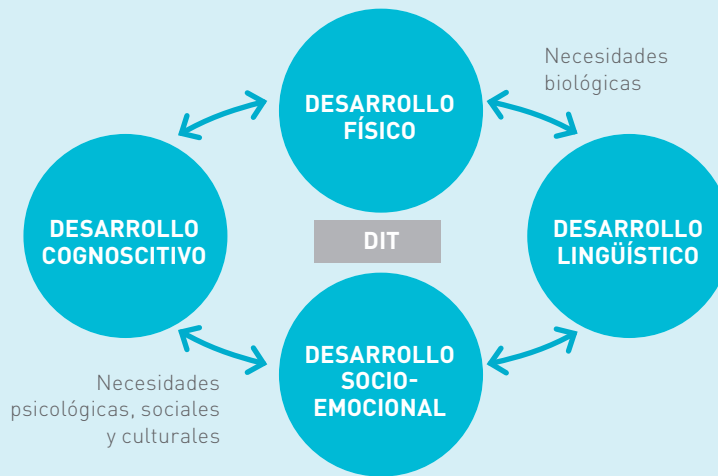 Necesidades
biológicas
DESARROLLO
FÍSICO
DESARROLLO
COGNOSCITIVO
DIT
DESARROLLO
LINGÜÍSTICO
DESARROLLO
SOCIO-
EMOCIONAL
Necesidades
psicológicas, sociales
y culturales